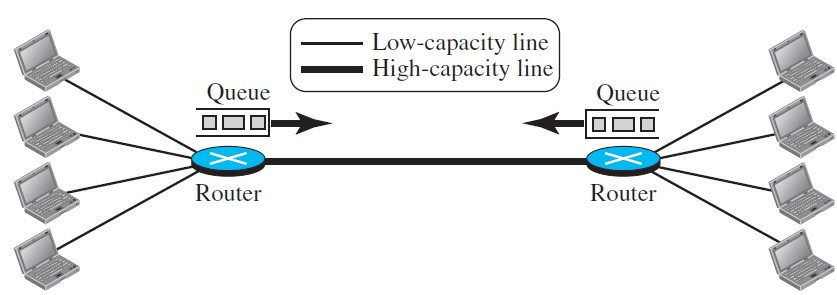 Low-capacity line
High-capacity line
Queue
Queue
Router
Router